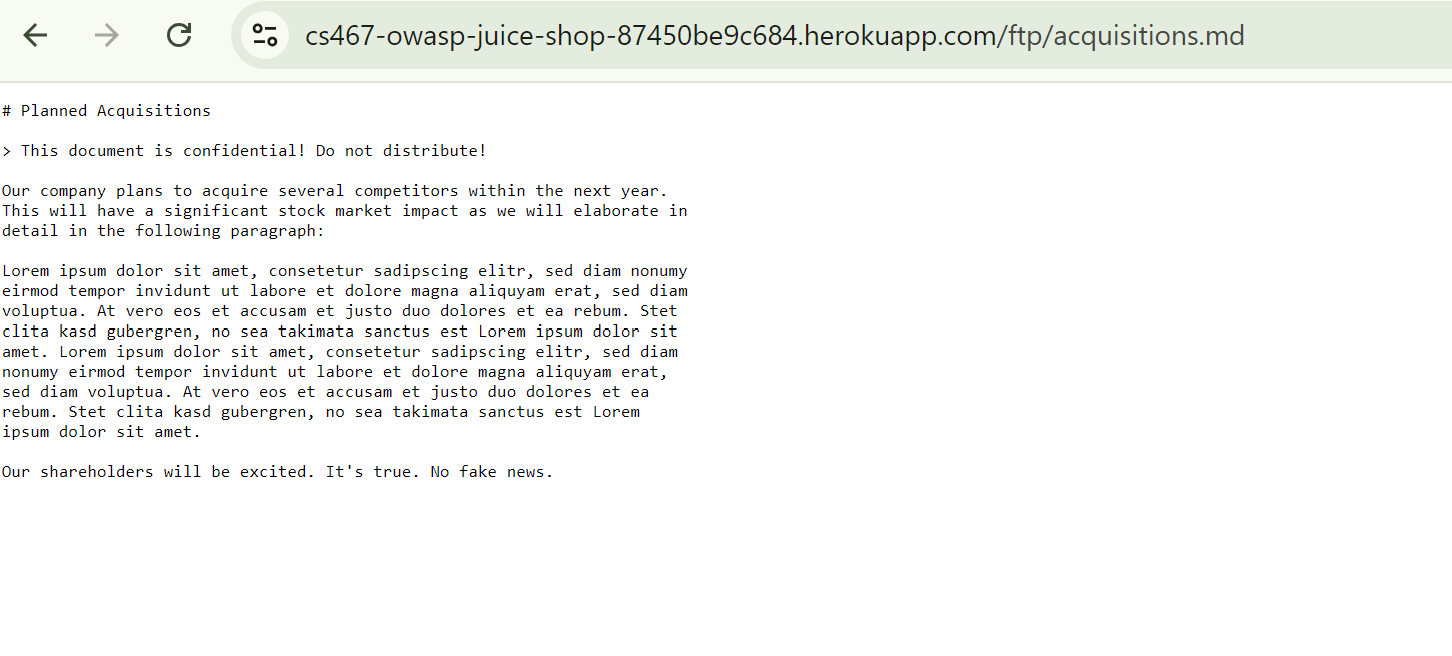 cs467-owasp-juice-shop-87450be9c684.herokuapp.com/ftp/acquisitions.md
# Planned Acquisitions
> This document is confidential! Do not distribute!
Our company plans to acquire several competitors within the next year.
This will have a significant stock market impact as we will elaborate in
detail in the following paragraph:
Lorem ipsum dolor sit amet, consetetur sadipscing elitr, sed diam nonumy
eirmod tempor invidunt ut labore et dolore magna aliquyam erat, sed diam
voluptua. At vero eos et accusam et justo duo dolores et ea rebum. Stet
clita kasd gubergren, no sea takimata sanctus est Lorem ipsum dolor sit
amet. Lorem ipsum dolor sit amet, consetetur sadipscing elitr, sed diam
nonumy eirmod tempor invidunt ut labore et dolore magna aliquyam erat,
sed diam voluptua. At vero eos et accusam et justo duo dolores et ea
rebum. Stet clita kasd gubergren, no sea takimata sanctus est Lorem
ipsum dolor sit amet.
Our shareholders will be excited. It's true. No fake news.